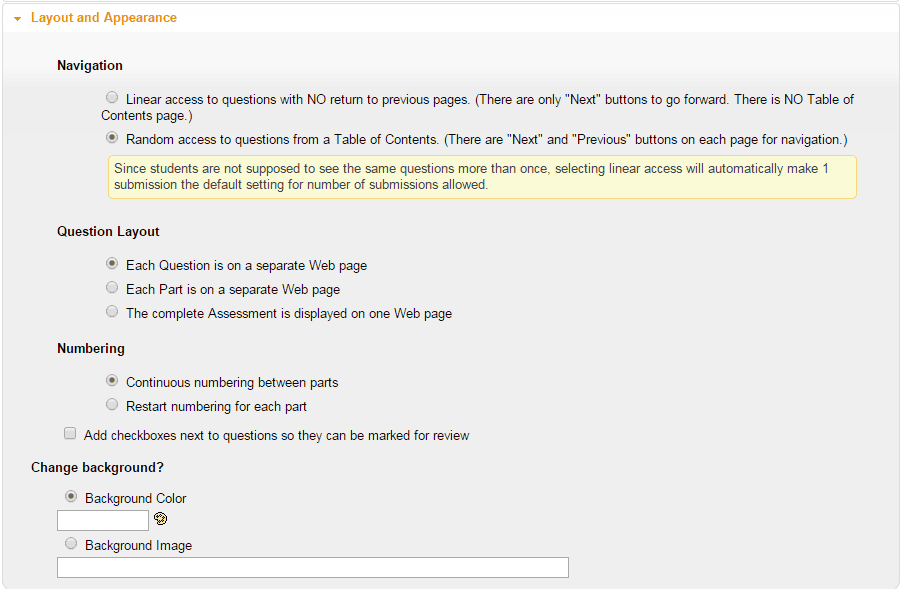 Layout and Appearance
Navigation
Linear access to questions with NO return to previous pages. (There are only "Next" buttons to go forward. There is NO Table of
Contents page.)
Random access to questions from a Table of Contents. (There are "Next" and "Previous" buttons on each page for navigation.)
Since students are not supposed to see the same questions more than once, selecting linear access will automatically make 1
submission the default setting for number of submissions allowed.
Question Layout
Each Question is on a separate Web page
Each Part is on a separate Web page
The complete Assessment is displayed on one Web page
Numbering
Continuous numbering between parts
Restart numbering for each part
Add checkboxes next to questions so they can be marked for review
Change background?
Background Color
Background Image